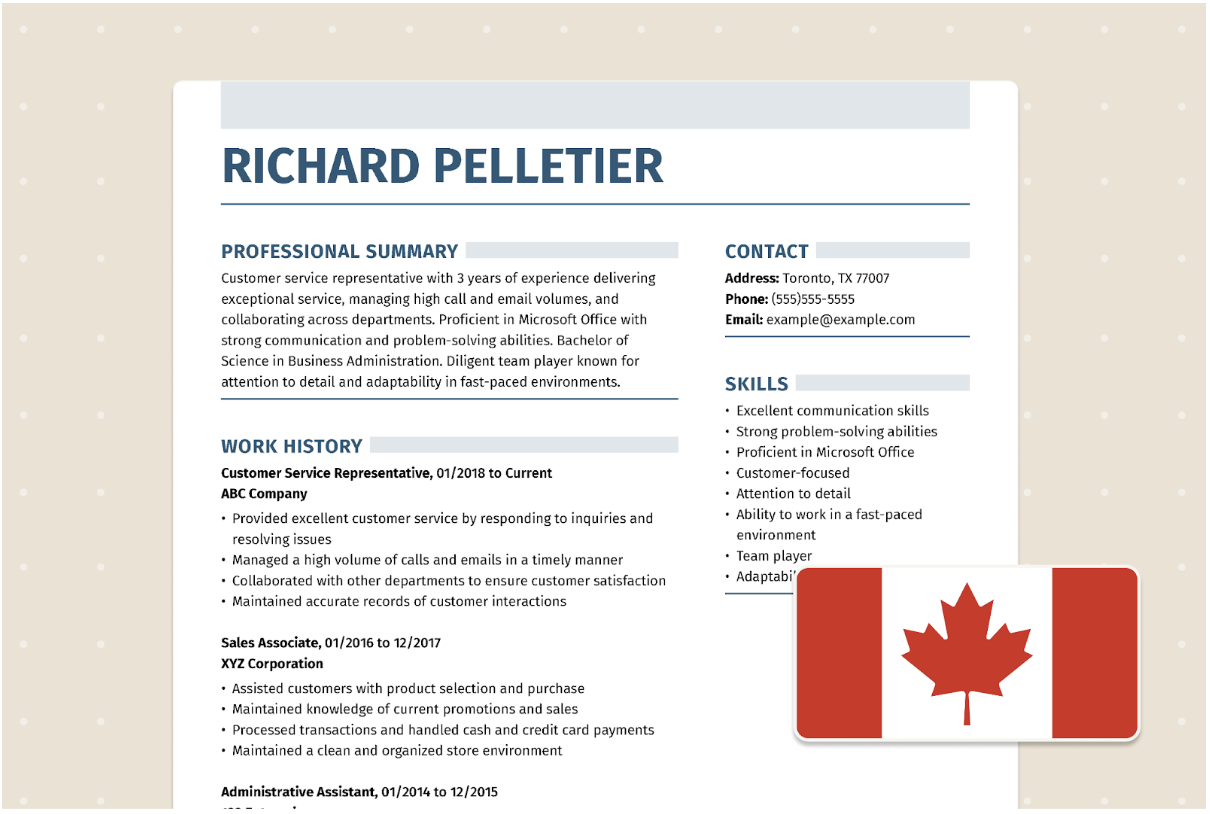 RICHARD PELLETIER
PROFESSIONAL SUMMARY
Customer service representative with 3 years of experience delivering
exceptional service, managing high call and email volumes, and
collaborating across departments. Proficient in Microsoft Office with
strong communication and problem-solving abilities. Bachelor of
Science in Business Administration. Diligent team player known for
attention to detail and adaptability in fast-paced environments.
WORK HISTORY
Customer Service Representative, 01/2018 to Current
ABC Company
• Provided excellent customer service by responding to inquiries and
resolving issues
• Managed a high volume of calls and emails in a timely manner
• Collaborated with other departments to ensure customer satisfaction
• Maintained accurate records of customer interactions
Sales Associate, 01/2016 to 12/2017
XYZ Corporation
• Assisted customers with product selection and purchase
• Maintained knowledge of current promotions and sales
• Processed transactions and handled cash and credit card payments
• Maintained a clean and organized store environment
Administrative Assistant, 01/2014 to 12/2015
CONTACT
Address: Toronto, TX 77007
Phone: (555)555-5555
Email: example@example.com
SKILLS
• Excellent communication skills
• Strong problem-solving abilities
• Proficient in Microsoft Office
• Customer-focused
• Attention to detail
• Ability to work in a fast-paced
environment
• Team player